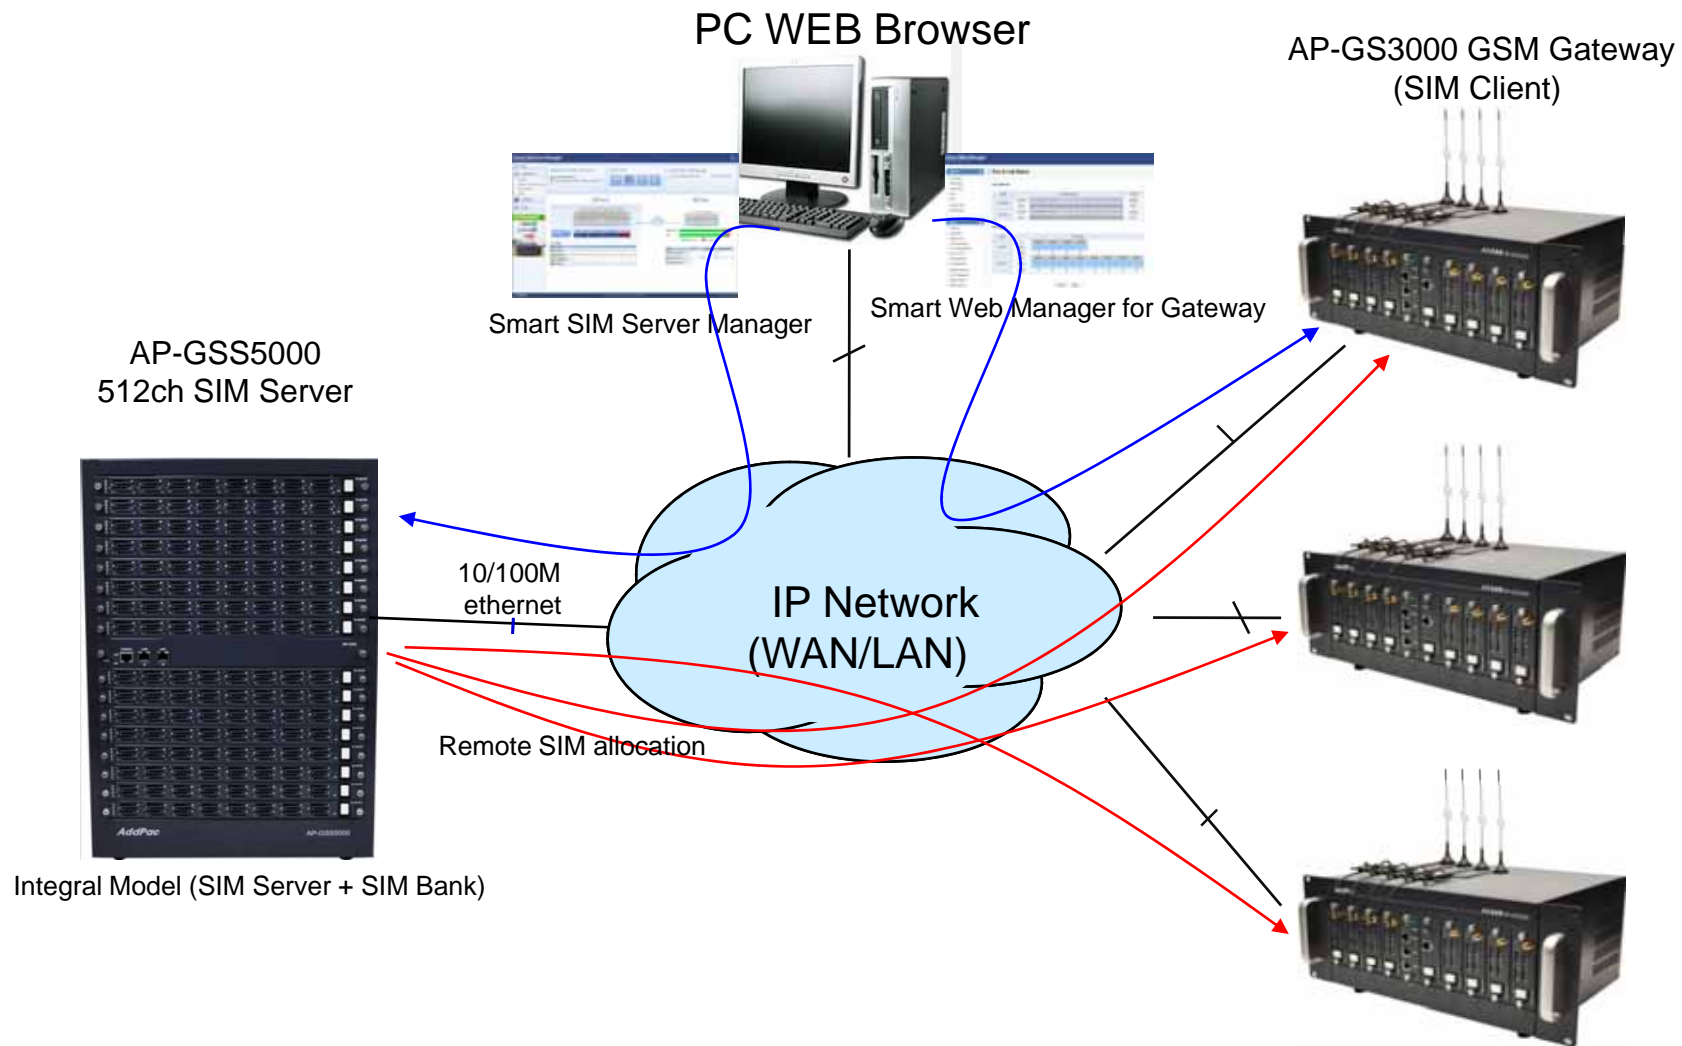 PC WEB Browser
AP-GS3000 GSM Gateway
(SIM Client)
Smart SIM Server Manager
Smart Web Manager for Gateway
AP-GSS5000
512ch SIM Server
10/100M
ethernet
IP Network
(WAN/LAN)
Remote SIM allocation
AddPac
AP-GSS5000
Integral Model (SIM Server + SIM Bank)